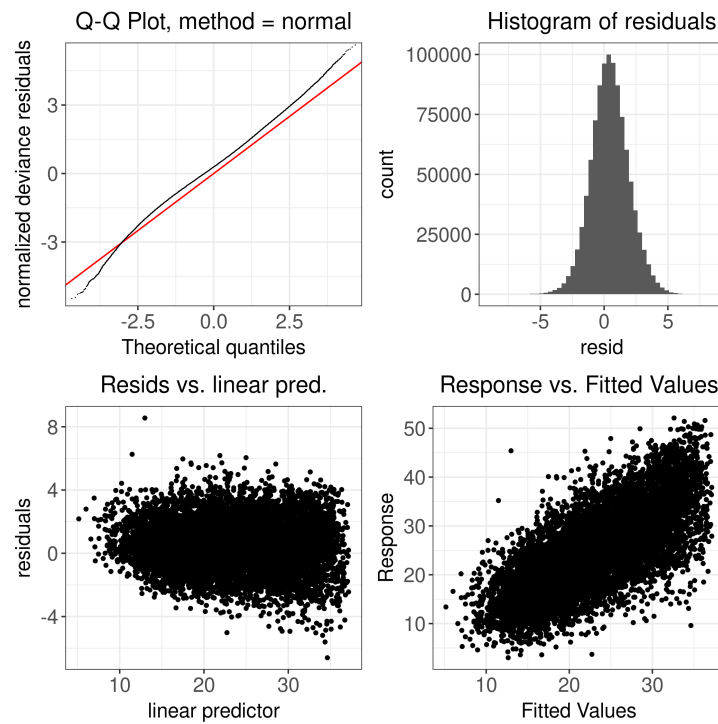 Q-Q Plot, method = normal
normalized deviance residuals
3
0
-3
-2.5 0.0 2.5
Theoretical quantiles
Histogram of residuals
count
100000
75000
50000
25000
0
-5 0 5
resid
Resids vs. linear pred.
residuals
8
4
0
-4
10 20 30
linear predictor
Response vs. Fitted Values
Response
50
40
30
20
10
10 20 30
Fitted Values